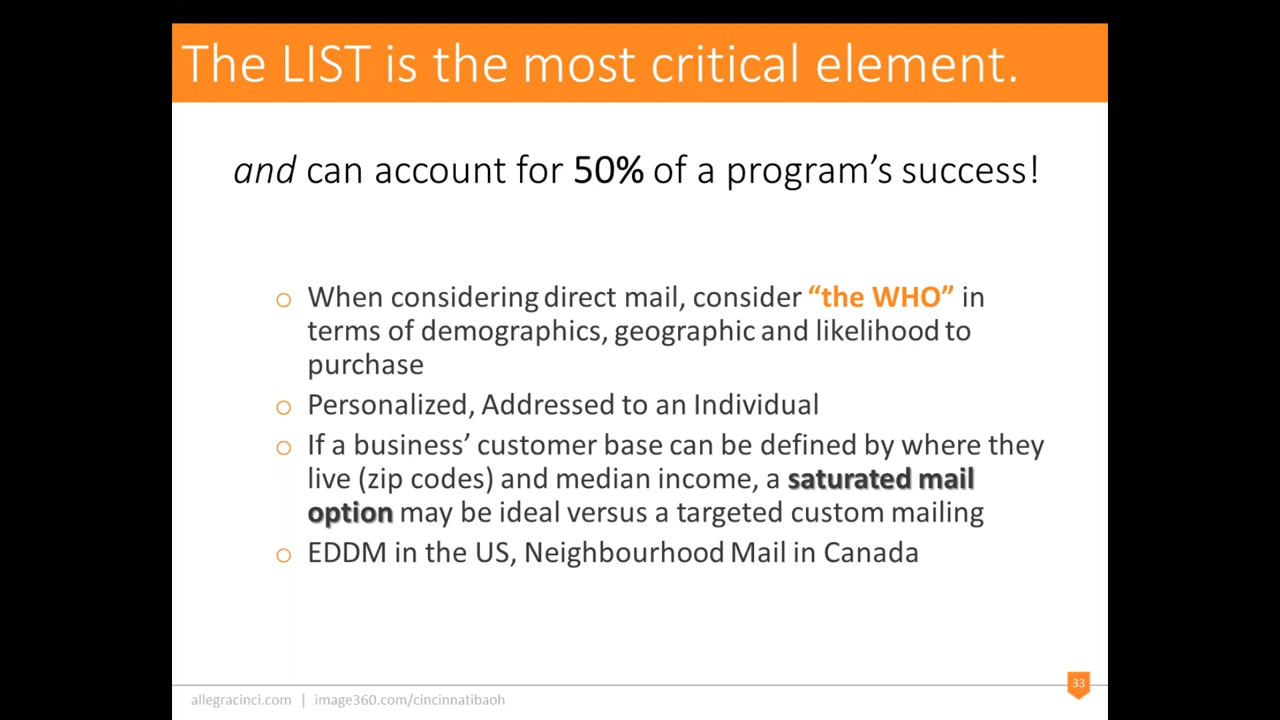 The LIST is the most critical element.
and can account for 50% of a program’s success!
o When considering direct mail, consider “the WHO” in
terms of demographics, geographic and likelihood to
purchase
o Personalized, Addressed to an Individual
o If a business’ customer base can be defined by where they
live (zip codes) and median income, a saturated mail
option may be ideal versus a targeted custom mailing
o EDDM in the US, Neighbourhood Mail in Canada
33
allegracinci.com | image360.com/cincinnatibaoh